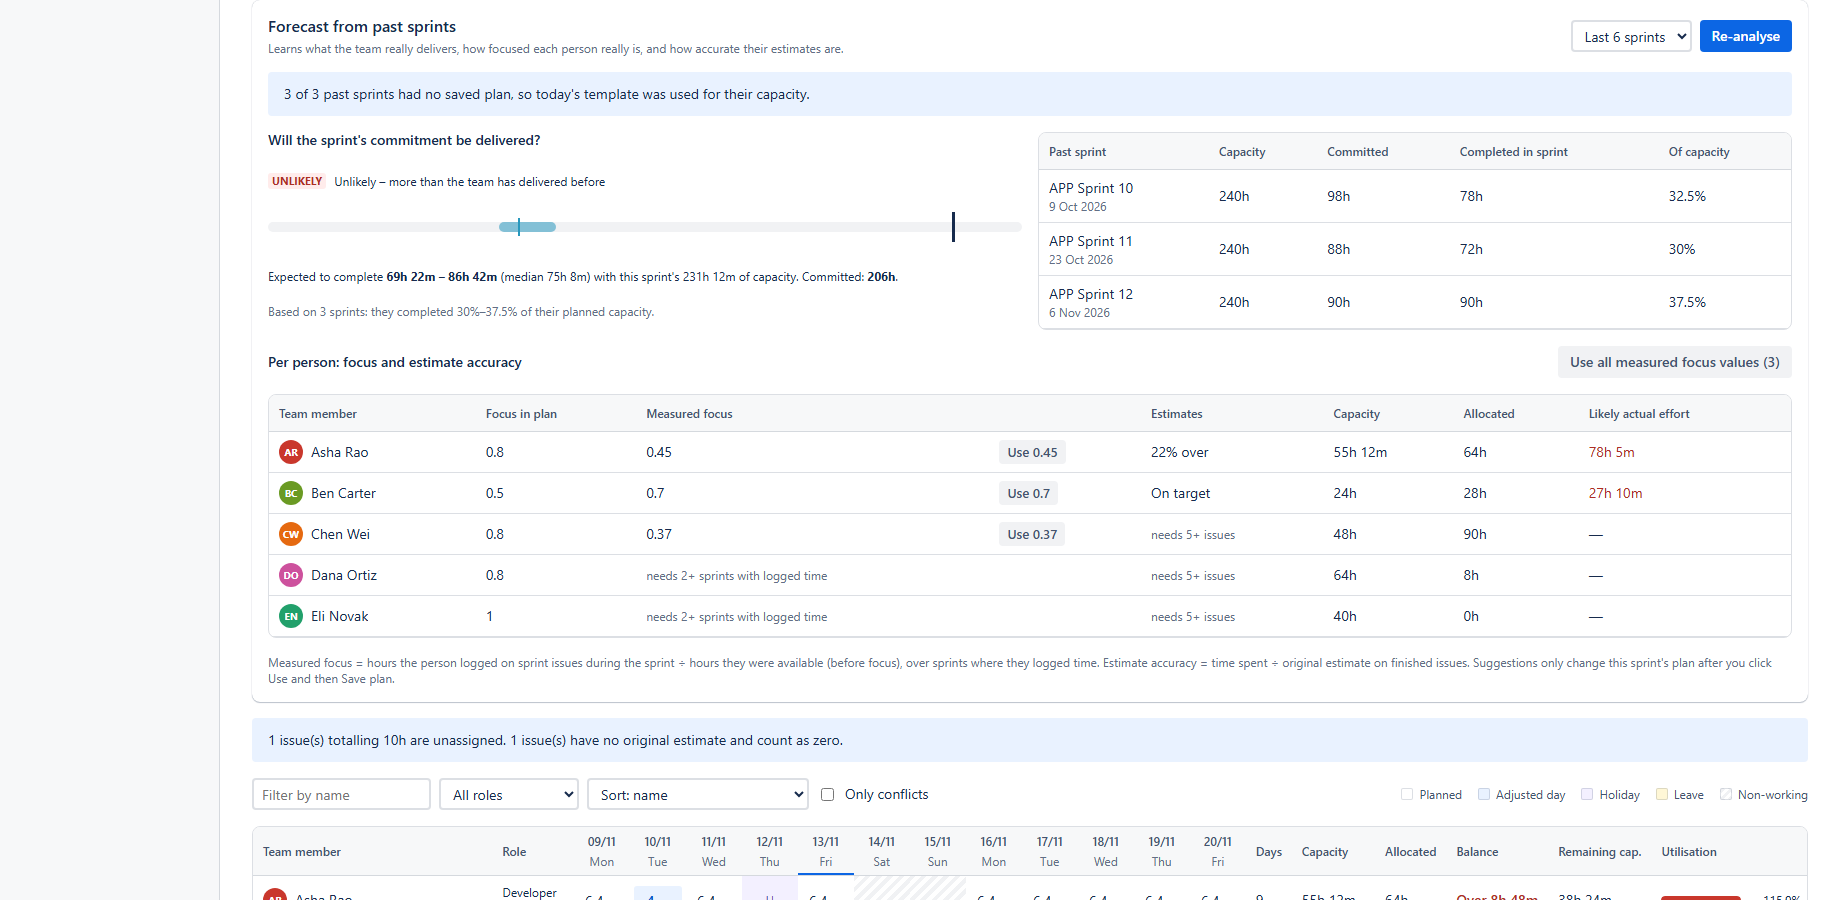 Forecast from past sprints
Learns what the team really delivers, how focused each person really is, and how accurate their estimates are.
Last 6 sprints
Re-analyse
3 of 3 past sprints had no saved plan, so today's template was used for their capacity.
Will the sprint's commitment be delivered?
UNLIKELY Unlikely – more than the team has delivered before
Expected to complete 69h 22m – 86h 42m (median 75h 8m) with this sprint's 231h 12m of capacity. Committed: 206h.
Based on 3 sprints: they completed 30%–37.5% of their planned capacity.
Past sprint Capacity Committed Completed in sprint Of capacity
APP Sprint 10
9 Oct 2026
240h 98h 78h 32.5%
APP Sprint 11
23 Oct 2026
240h 88h 72h 30%
APP Sprint 12
6 Nov 2026
240h 90h 90h 37.5%
Per person: focus and estimate accuracy
Use all measured focus values (3)
Team member Focus in plan Measured focus Estimates Capacity Allocated Likely actual effort
AR Asha Rao 0.8 0.45 Use 0.45 22% over 55h 12m 64h 78h 5m
BC Ben Carter 0.5 0.7 Use 0.7 On target 24h 28h 27h 10m
CW Chen Wei 0.8 0.37 Use 0.37 needs 5+ issues 48h 90h —
DO Dana Ortiz 0.8 needs 2+ sprints with logged time needs 5+ issues 64h 8h —
EN Eli Novak 1 needs 2+ sprints with logged time needs 5+ issues 40h 0h —
Measured focus = hours the person logged on sprint issues during the sprint ÷ hours they were available (before focus), over sprints where they logged time. Estimate accuracy = time spent ÷ original estimate on finished issues. Suggestions only change this sprint's plan after you click
Use and then Save plan.
1 issue(s) totalling 10h are unassigned. 1 issue(s) have no original estimate and count as zero.
Filter by name All roles Sort: name Only conflicts
Planned Adjusted day Holiday Leave Non-working
Team member Role 09/11 10/11 11/11 12/11 13/11 14/11 15/11 16/11 17/11 18/11 19/11 20/11 Days Capacity Allocated Balance Remaining cap. Utilisation
Mon Tue Wed Thu Fri Sat Sun Mon Tue Wed Thu Fri
Developer
AR Asha Rao 9 55h 12m 64h Over 8h 48m 38h 24m 115.9%